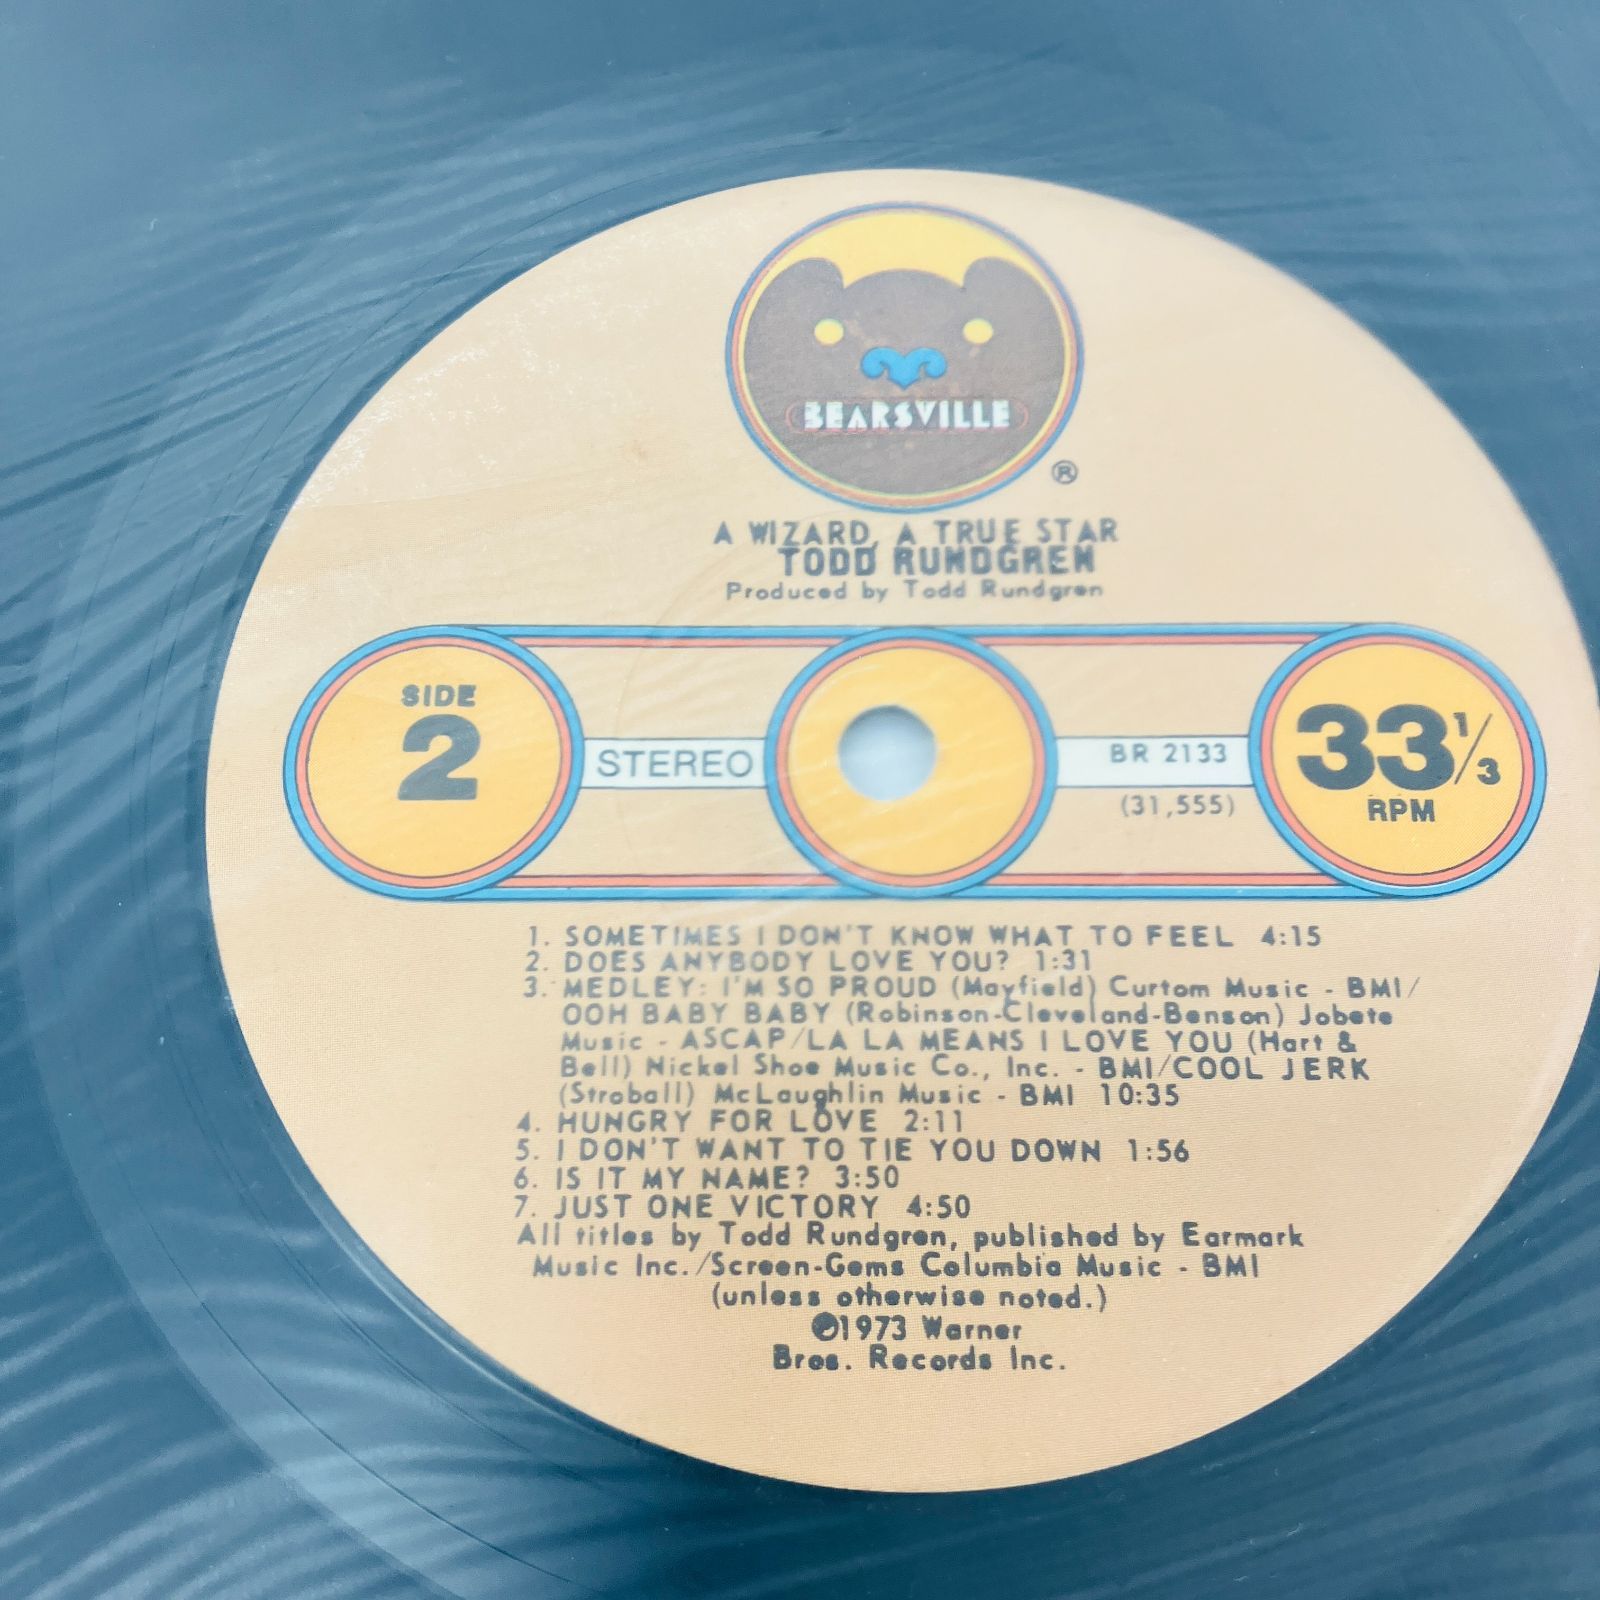 BEARSVILLE
®
A WIZARD, A TRUE STAR
TODD RUNDGREN
Produced by Todd Rundgren
SIDE
2
STEREO
BR 2133
(31,555)
33 1/3
RPM
1. SOMETIMES I DON'T KNOW WHAT TO FEEL 4:15
2. DOES ANYBODY LOVE YOU? 1:31
3. MEDLEY: I'M SO PROUD (Mayfield) Curtom Music - BMI/
OOH BABY BABY (Robinson-Cleveland-Benson) Jobete
Music - ASCAP/LA LA MEANS I LOVE YOU (Hart &
Bell) Nickel Shoe Music Co., Inc. - BMI/COOL JERK
(Stroball) McLaughlin Music - BMI 10:35
4. HUNGRY FOR LOVE 2:11
5. I DON'T WANT TO TIE YOU DOWN 1:56
6. IS IT MY NAME? 3:50
7. JUST ONE VICTORY 4:50
All titles by Todd Rundgren, published by Earmark
Music Inc./Screen-Gems Columbia Music - BMI
(unless otherwise noted.)
℗1973 Warner
Bros. Records Inc.